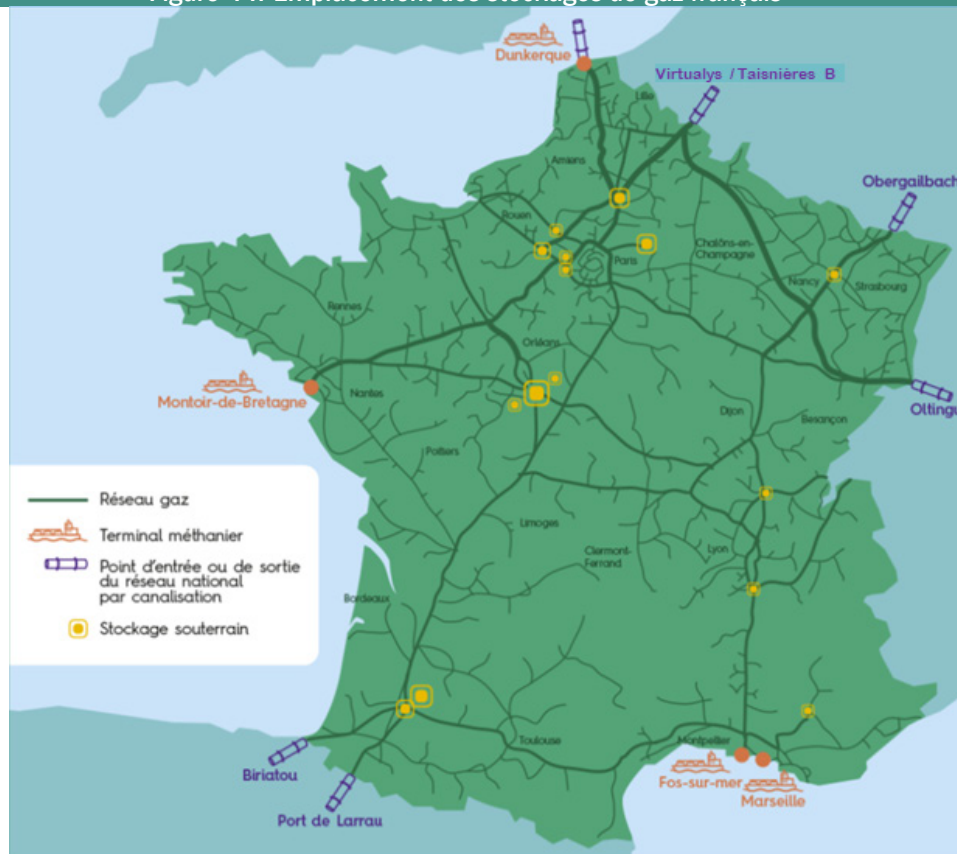 Dunkerque
Virtualys / Taisnières B
Lille
Amiens
Obergailbach
Rouen
Châlons-en-
Champagne
Paris
Nancy
Strasbourg
Rennes
Orléans
Montoir-de-Bretagne
Nantes
Dijon
Besançon
Oltingu
Poitiers
Réseau gaz
Terminal méthanier
Point d'entrée ou de sortie
du réseau national
par canalisation
Stockage souterrain
Limoges
Clermont-
Ferrand
Lyon
Bordeaux
Toulouse
Montpellier
Biriatou
Port de Larrau
Fos-sur-mer
Marseille